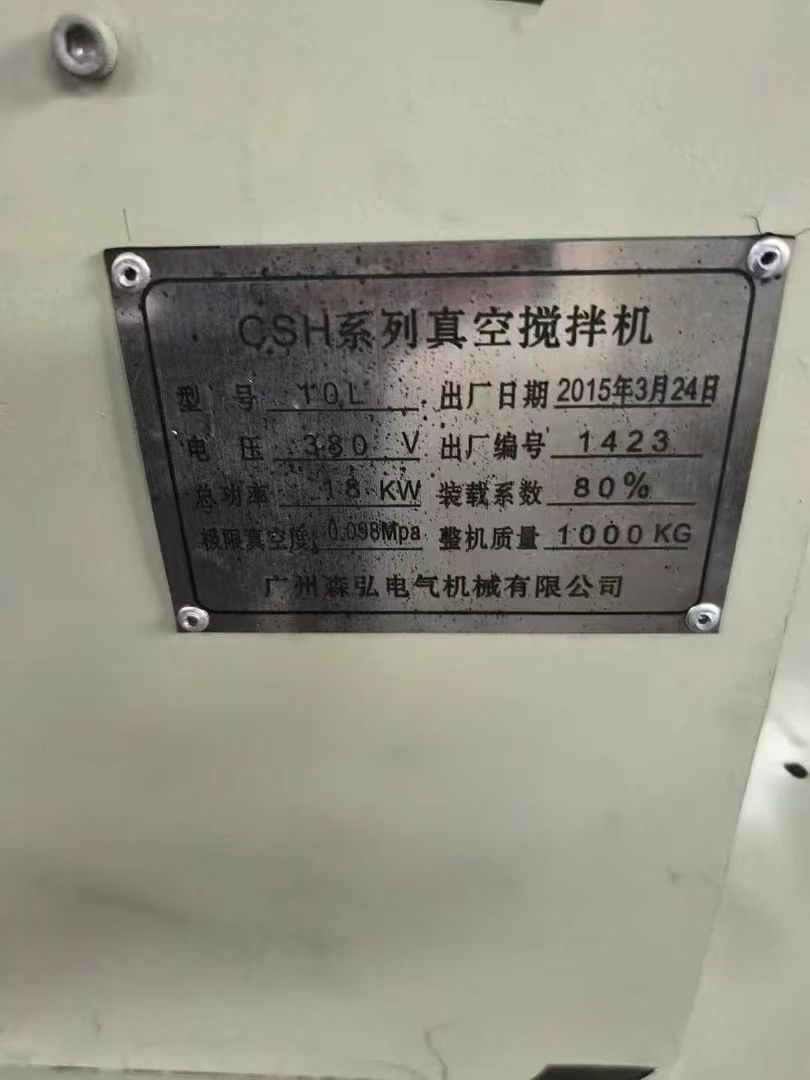 CSH系列真空搅拌机
型号 10L 出厂日期 2015年3月24日
电压 380 V 出厂编号 1423
总功率 18 KW 装载系数 80%
极限真空度 0.098Mpa 整机质量 1000KG
广州森弘电气机械有限公司